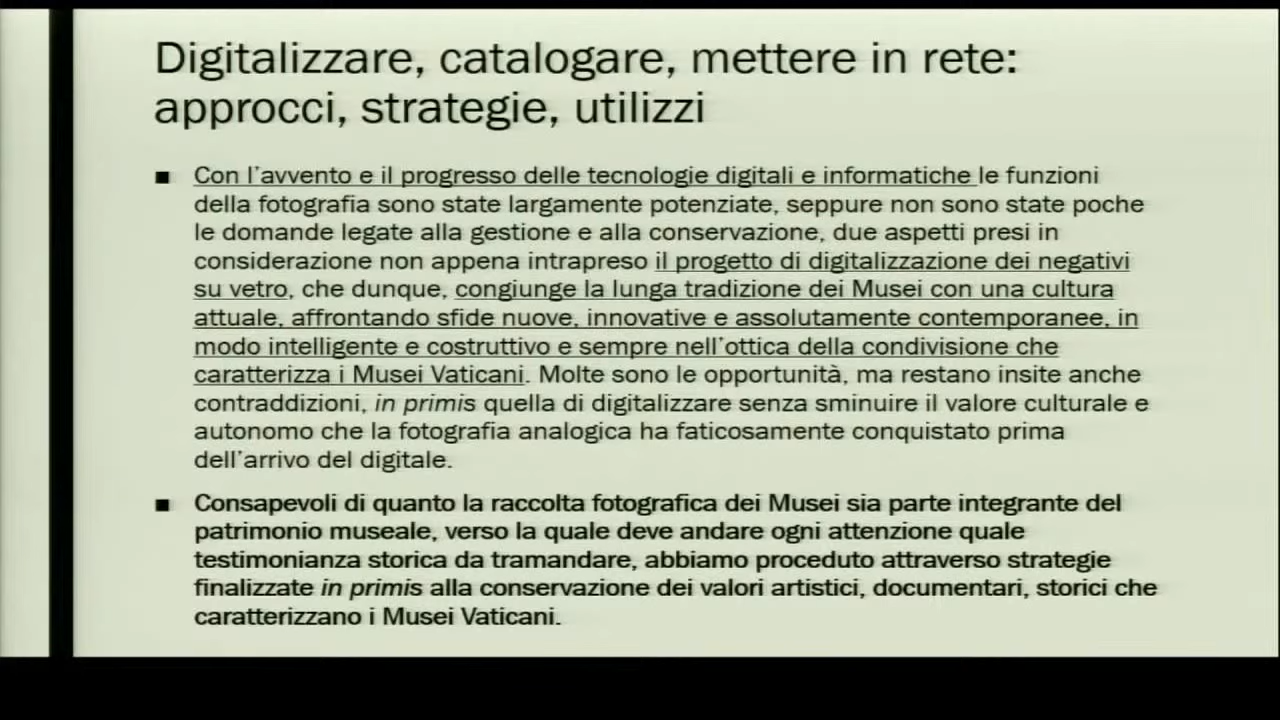 Digitalizzare, catalogare, mettere in rete:
approcci, strategie, utilizzi
■ Con l'avvento e il progresso delle tecnologie digitali e informatiche le funzioni
della fotografia sono state largamente potenziate, seppure non sono state poche
le domande legate alla gestione e alla conservazione, due aspetti presi in
considerazione non appena intrapreso il progetto di digitalizzazione dei negativi
su vetro, che dunque, congiunge la lunga tradizione dei Musei con una cultura
attuale, affrontando sfide nuove, innovative e assolutamente contemporanee, in
modo intelligente e costruttivo e sempre nell'ottica della condivisione che
caratterizza i Musei Vaticani. Molte sono le opportunità, ma restano insite anche
contraddizioni, in primis quella di digitalizzare senza sminuire il valore culturale e
autonomo che la fotografia analogica ha faticosamente conquistato prima
dell'arrivo del digitale.
■ Consapevoli di quanto la raccolta fotografica dei Musei sia parte integrante del
patrimonio museale, verso la quale deve andare ogni attenzione quale
testimonianza storica da tramandare, abbiamo proceduto attraverso strategie
finalizzate in primis alla conservazione dei valori artistici, documentari, storici che
caratterizzano i Musei Vaticani.